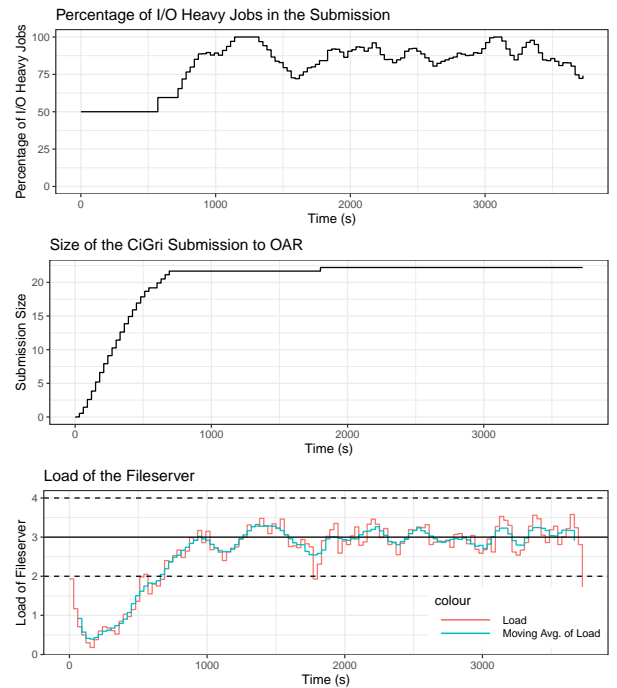 Percentage of I/O Heavy Jobs in the Submission
Percentage of I/O Heavy Jobs
100
75
50
25
0
0 1000 2000 3000
Time (s)
Size of the CiGri Submission to OAR
Submission Size
20
15
10
5
0
0 1000 2000 3000
Time (s)
Load of the Fileserver
Load of Fileserver
4
3
2
1
0
colour
Load
Moving Avg. of Load
0 1000 2000 3000
Time (s)